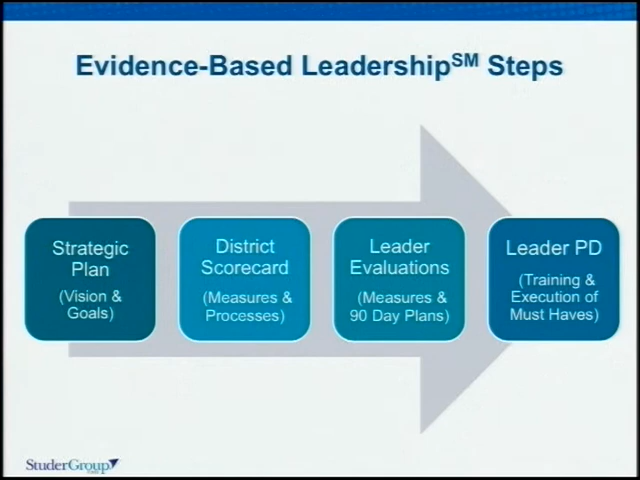 Evidence-Based Leadership℠ Steps
Strategic
Plan
(Vision &
Goals)
District
Scorecard
(Measures &
Processes)
Leader
Evaluations
(Measures &
90 Day Plans)
Leader PD
(Training &
Execution of
Must Haves)
StuderGroup